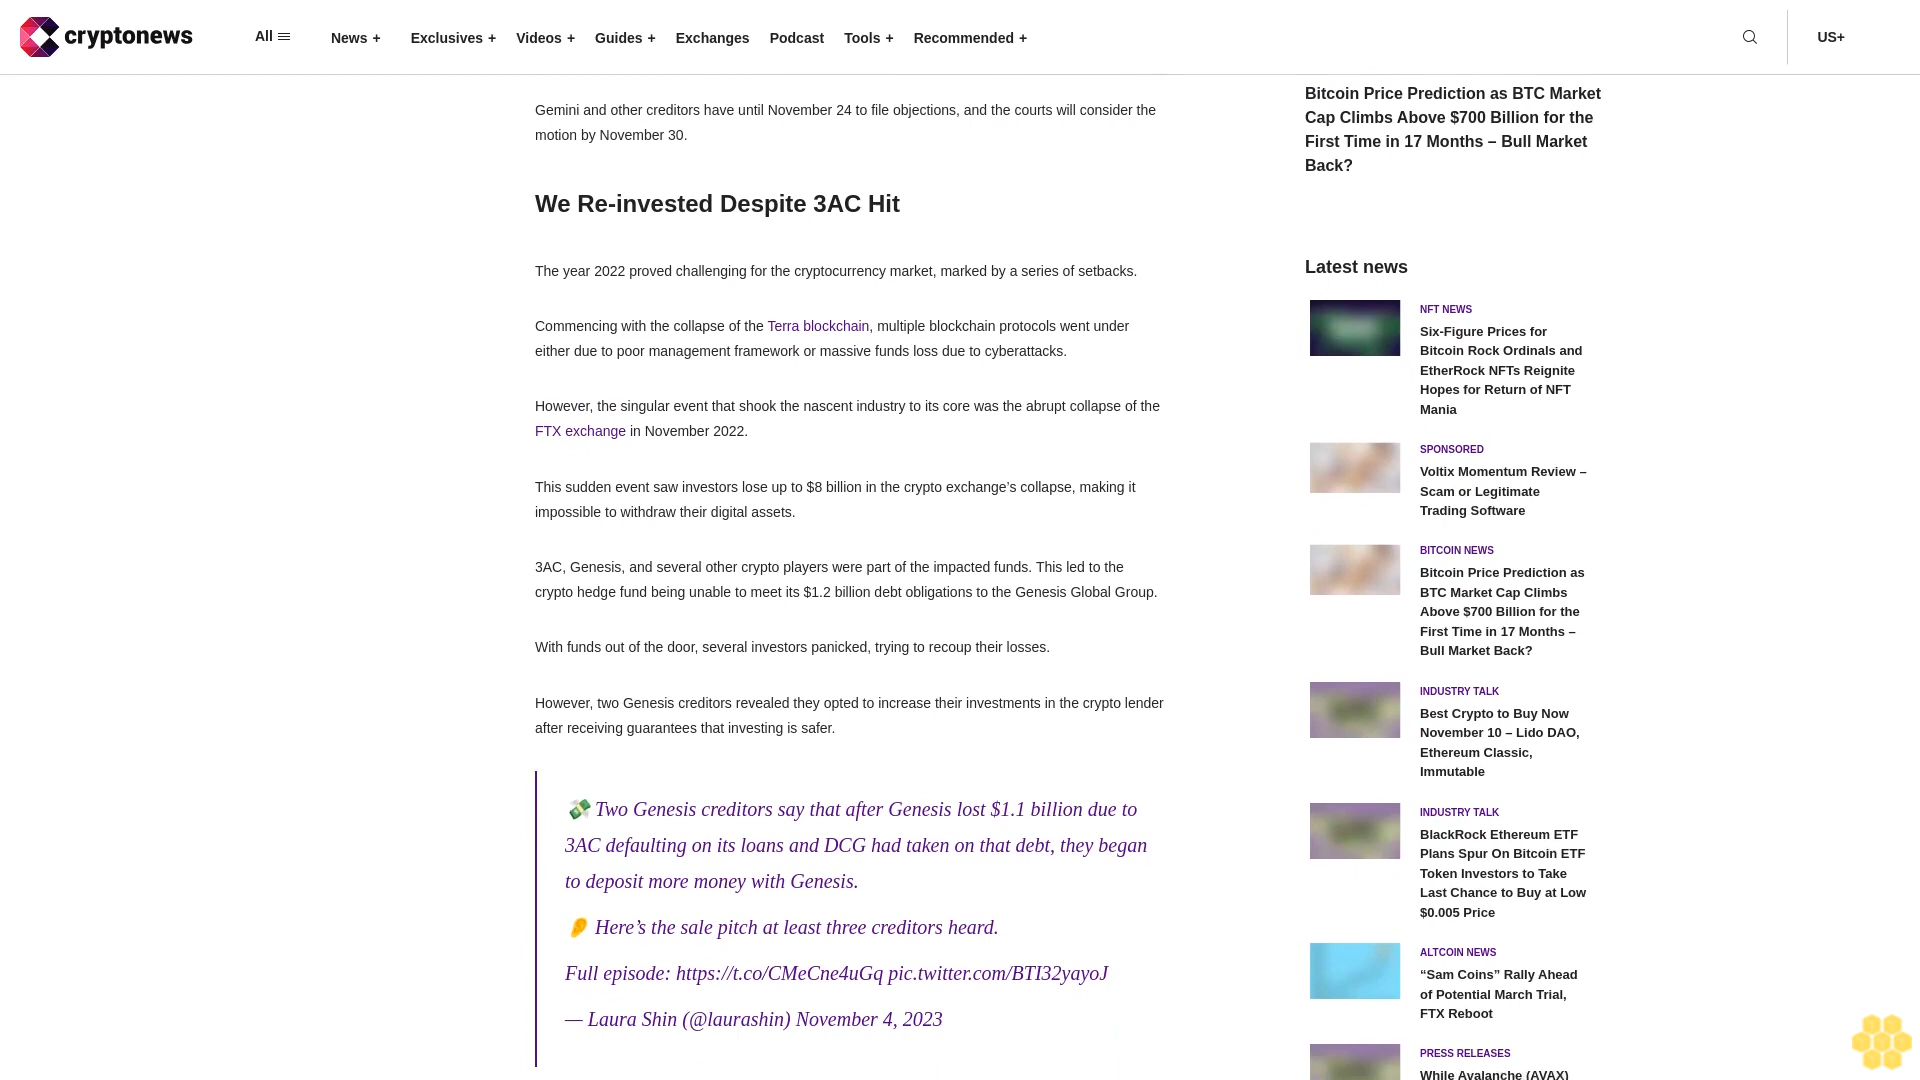 cryptonews
All
News +
Exclusives +
Videos +
Guides +
Exchanges
Podcast
Tools +
Recommended +
US+
Gemini and other creditors have until November 24 to file objections, and the courts will consider the
motion by November 30.
We Re-invested Despite 3AC Hit
The year 2022 proved challenging for the cryptocurrency market, marked by a series of setbacks.
Commencing with the collapse of the Terra blockchain, multiple blockchain protocols went under
either due to poor management framework or massive funds loss due to cyberattacks.
However, the singular event that shook the nascent industry to its core was the abrupt collapse of the
FTX exchange in November 2022.
This sudden event saw investors lose up to $8 billion in the crypto exchange’s collapse, making it
impossible to withdraw their digital assets.
3AC, Genesis, and several other crypto players were part of the impacted funds. This led to the
crypto hedge fund being unable to meet its $1.2 billion debt obligations to the Genesis Global Group.
With funds out of the door, several investors panicked, trying to recoup their losses.
However, two Genesis creditors revealed they opted to increase their investments in the crypto lender
after receiving guarantees that investing is safer.
💸 Two Genesis creditors say that after Genesis lost $1.1 billion due to
3AC defaulting on its loans and DCG had taken on that debt, they began
to deposit more money with Genesis.
👂 Here’s the sale pitch at least three creditors heard.
Full episode: https://t.co/CMeCne4uGq pic.twitter.com/BTI32yayoJ
— Laura Shin (@laurashin) November 4, 2023
Bitcoin Price Prediction as BTC Market
Cap Climbs Above $700 Billion for the
First Time in 17 Months – Bull Market
Back?
Latest news
NFT NEWS
Six-Figure Prices for
Bitcoin Rock Ordinals and
EtherRock NFTs Reignite
Hopes for Return of NFT
Mania
SPONSORED
Voltix Momentum Review –
Scam or Legitimate
Trading Software
BITCOIN NEWS
Bitcoin Price Prediction as
BTC Market Cap Climbs
Above $700 Billion for the
First Time in 17 Months –
Bull Market Back?
INDUSTRY TALK
Best Crypto to Buy Now
November 10 – Lido DAO,
Ethereum Classic,
Immutable
INDUSTRY TALK
BlackRock Ethereum ETF
Plans Spur On Bitcoin ETF
Token Investors to Take
Last Chance to Buy at Low
$0.005 Price
ALTCOIN NEWS
“Sam Coins” Rally Ahead
of Potential March Trial,
FTX Reboot
PRESS RELEASES
While Avalanche (AVAX)